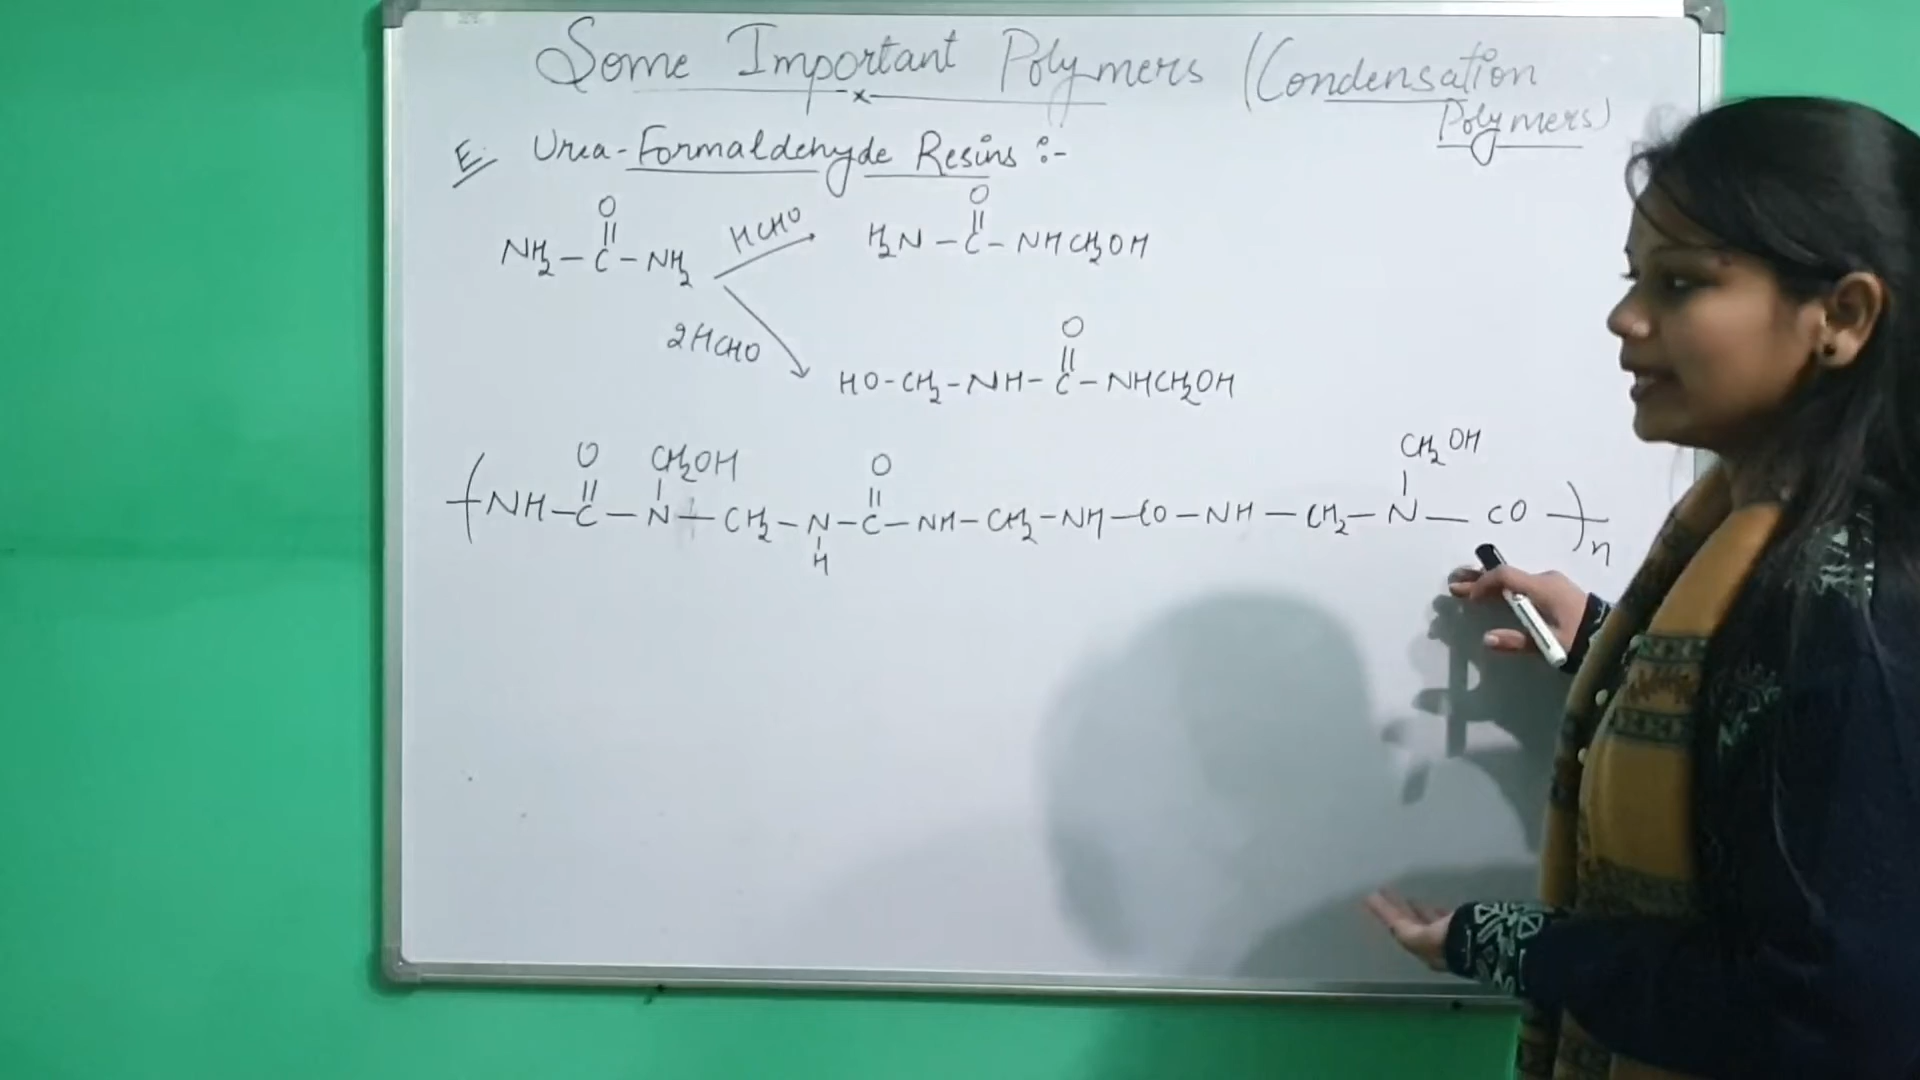 Some Important Polymers (Condensation
Polymers)
E. Urea-Formaldehyde Resins :-
O
NH2 – C – NH2
HCHO
O
H2N – C – NHCH2OH
2HCHO
O
HO-CH2-NH-C-NHCH2OH
O CH2OH O CH2OH
(NH-C-N-CH2-N-C-NH-CH2-NH-CO-NH-CH2-N-CO)n
H